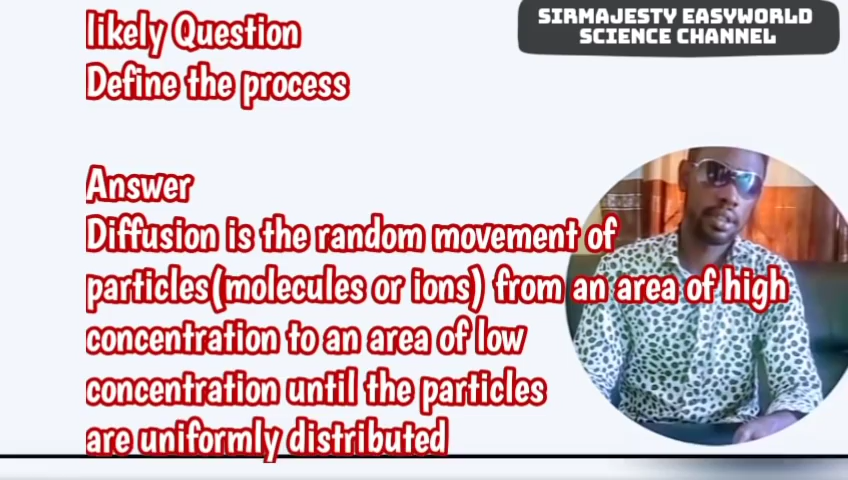 likely Question
Define the process
SIRMAJESTY EASYWORLD
SCIENCE CHANNEL
Answer
Diffusion is the random movement of
particles(molecules or ions) from an area of high
concentration to an area of low
concentration until the particles
are uniformly distributed